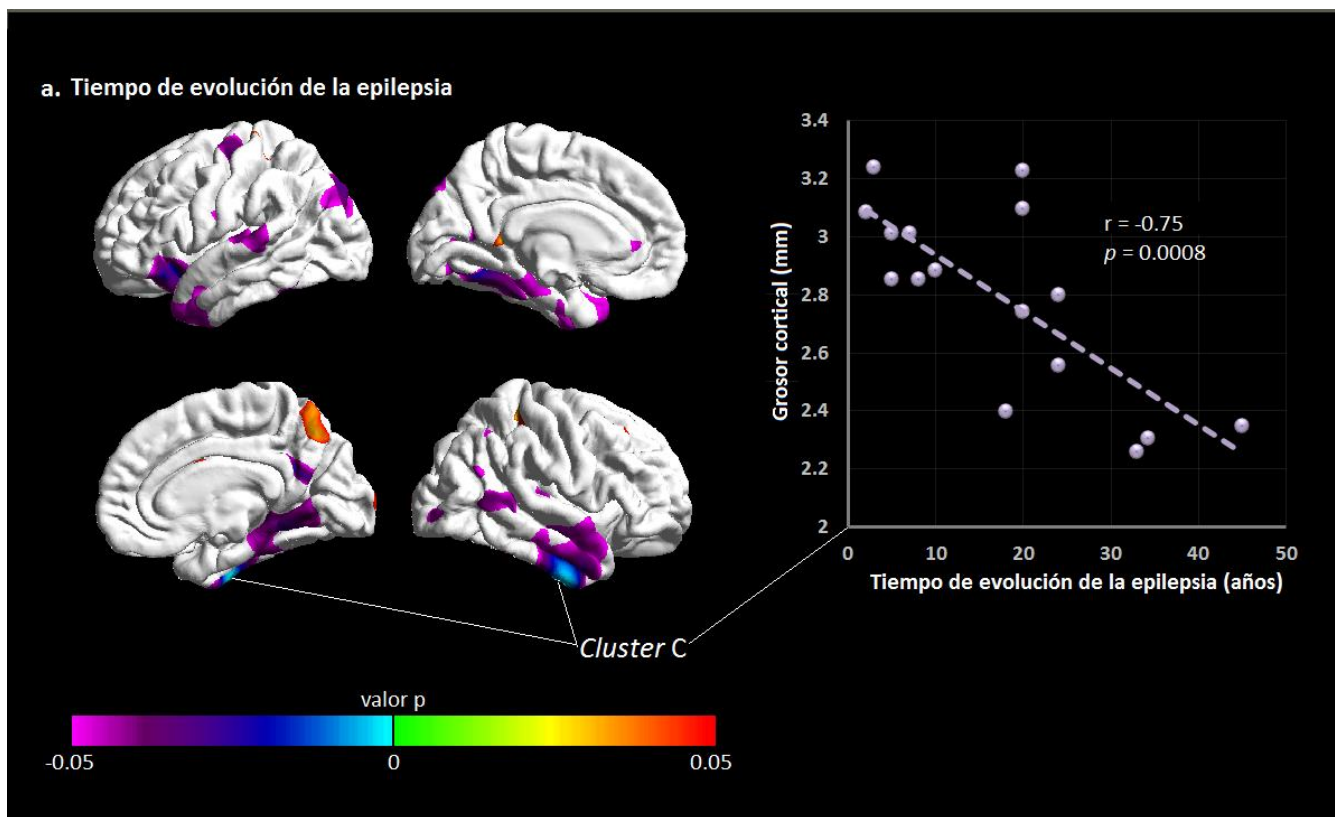 a. Tiempo de evolución de la epilepsia
3.4
3.2
3
2.8
2.6
2.4
2.2
2
Grosor cortical (mm)
r = -0.75
p = 0.0008
0 10 20 30 40 50
Tiempo de evolución de la epilepsia (años)
Cluster C
valor p
-0.05 0 0.05